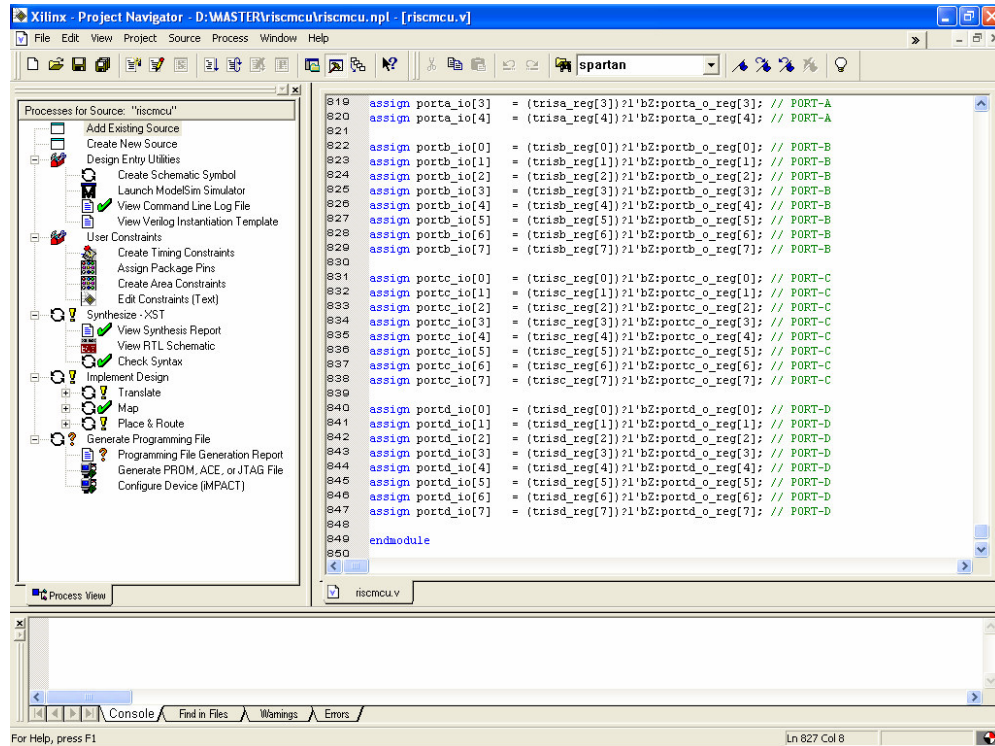 Xilinx - Project Navigator - D:\MASTER\riscmcu\riscmcu.npl - [riscmcu.v]
File Edit View Project Source Process Window Help
spartan
Processes for Source: "riscmcu"
Add Existing Source
Create New Source
Design Entry Utilities
Create Schematic Symbol
Launch ModelSim Simulator
View Command Line Log File
View Verilog Instantiation Template
User Constraints
Create Timing Constraints
Assign Package Pins
Create Area Constraints
Edit Constraints (Text)
Synthesize - XST
View Synthesis Report
View RTL Schematic
Check Syntax
Implement Design
Translate
Map
Place & Route
Generate Programming File
Programming File Generation Report
Generate PROM, ACE, or JTAG File
Configure Device (iMPACT)
Process View
819 assign porta_io[3] = (trisa_reg[3])?1'bZ:porta_o_reg[3]; // PORT-A
820 assign porta_io[4] = (trisa_reg[4])?1'bZ:porta_o_reg[4]; // PORT-A
821
822 assign portb_io[0] = (trisb_reg[0])?1'bZ:portb_o_reg[0]; // PORT-B
823 assign portb_io[1] = (trisb_reg[1])?1'bZ:portb_o_reg[1]; // PORT-B
824 assign portb_io[2] = (trisb_reg[2])?1'bZ:portb_o_reg[2]; // PORT-B
825 assign portb_io[3] = (trisb_reg[3])?1'bZ:portb_o_reg[3]; // PORT-B
826 assign portb_io[4] = (trisb_reg[4])?1'bZ:portb_o_reg[4]; // PORT-B
827 assign portb_io[5] = (trisb_reg[5])?1'bZ:portb_o_reg[5]; // PORT-B
828 assign portb_io[6] = (trisb_reg[6])?1'bZ:portb_o_reg[6]; // PORT-B
829 assign portb_io[7] = (trisb_reg[7])?1'bZ:portb_o_reg[7]; // PORT-B
830
831 assign portc_io[0] = (trisc_reg[0])?1'bZ:portc_o_reg[0]; // PORT-C
832 assign portc_io[1] = (trisc_reg[1])?1'bZ:portc_o_reg[1]; // PORT-C
833 assign portc_io[2] = (trisc_reg[2])?1'bZ:portc_o_reg[2]; // PORT-C
834 assign portc_io[3] = (trisc_reg[3])?1'bZ:portc_o_reg[3]; // PORT-C
835 assign portc_io[4] = (trisc_reg[4])?1'bZ:portc_o_reg[4]; // PORT-C
836 assign portc_io[5] = (trisc_reg[5])?1'bZ:portc_o_reg[5]; // PORT-C
837 assign portc_io[6] = (trisc_reg[6])?1'bZ:portc_o_reg[6]; // PORT-C
838 assign portc_io[7] = (trisc_reg[7])?1'bZ:portc_o_reg[7]; // PORT-C
839
840 assign portd_io[0] = (trisd_reg[0])?1'bZ:portd_o_reg[0]; // PORT-D
841 assign portd_io[1] = (trisd_reg[1])?1'bZ:portd_o_reg[1]; // PORT-D
842 assign portd_io[2] = (trisd_reg[2])?1'bZ:portd_o_reg[2]; // PORT-D
843 assign portd_io[3] = (trisd_reg[3])?1'bZ:portd_o_reg[3]; // PORT-D
844 assign portd_io[4] = (trisd_reg[4])?1'bZ:portd_o_reg[4]; // PORT-D
845 assign portd_io[5] = (trisd_reg[5])?1'bZ:portd_o_reg[5]; // PORT-D
846 assign portd_io[6] = (trisd_reg[6])?1'bZ:portd_o_reg[6]; // PORT-D
847 assign portd_io[7] = (trisd_reg[7])?1'bZ:portd_o_reg[7]; // PORT-D
848
849 endmodule
850
riscmcu.v
Console Find in Files Warnings Errors
For Help, press F1
Ln 827 Col 8